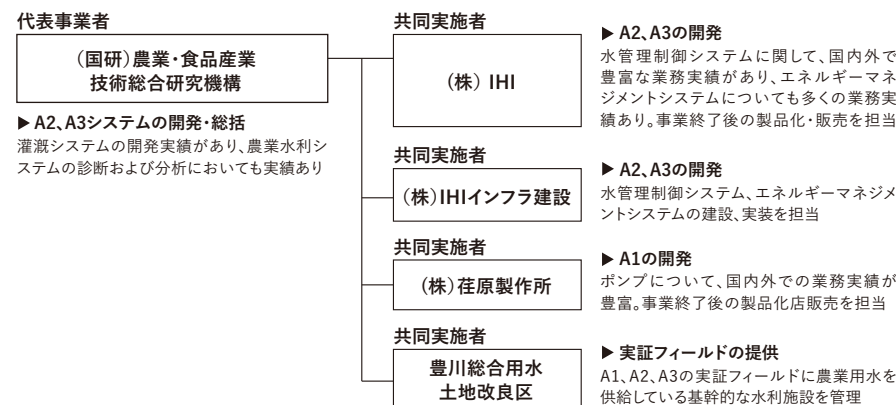 代表事業者
(国研)農業・食品産業
技術総合研究機構
▶ A2、A3システムの開発・総括
灌漑システムの開発実績があり、農業水利シ
ステムの診断および分析においても実績あり
共同実施者
(株) IHI
▶ A2、A3の開発
水管理制御システムに関して、国内外で
豊富な業務実績があり、エネルギーマネ
ジメントシステムについても多くの業務実
績あり。事業終了後の製品化・販売を担当
共同実施者
(株)IHIインフラ建設
▶ A2、A3の開発
水管理制御システム、エネルギーマネジメ
ントシステムの建設、実装を担当
共同実施者
(株)荏原製作所
▶ A1の開発
ポンプについて、国内外での業務実績が
豊富。事業終了後の製品化店販売を担当
共同実施者
豊川総合用水
土地改良区
▶ 実証フィールドの提供
A1、A2、A3の実証フィールドに農業用水を
供給している基幹的な水利施設を管理